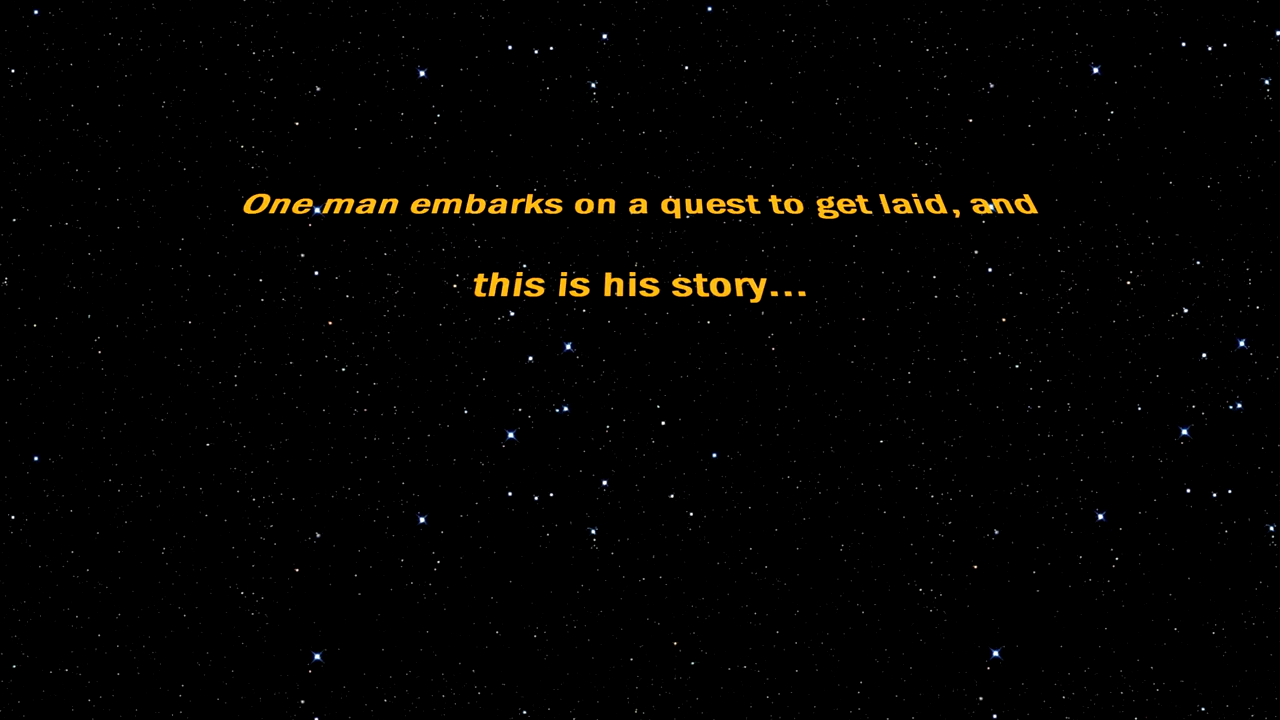 One man embarks on a quest to get laid, and
this is his story...